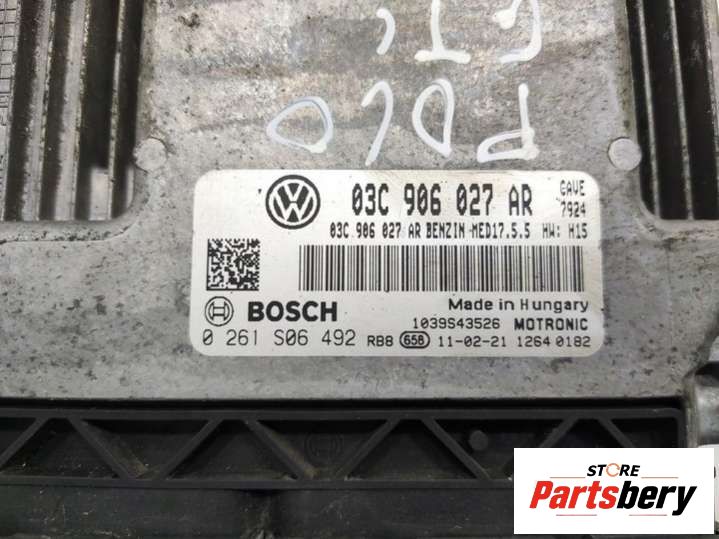 GTi
POLO
03C 906 027 AR GAVE 7924
03C 906 027 AR BENZIN MED17.5.5 HW: H15
BOSCH Made in Hungary
1039S43526 MOTRONIC
0 261 S06 492 RB8 658 11-02-21 1264 0182
STORE
Partsbery